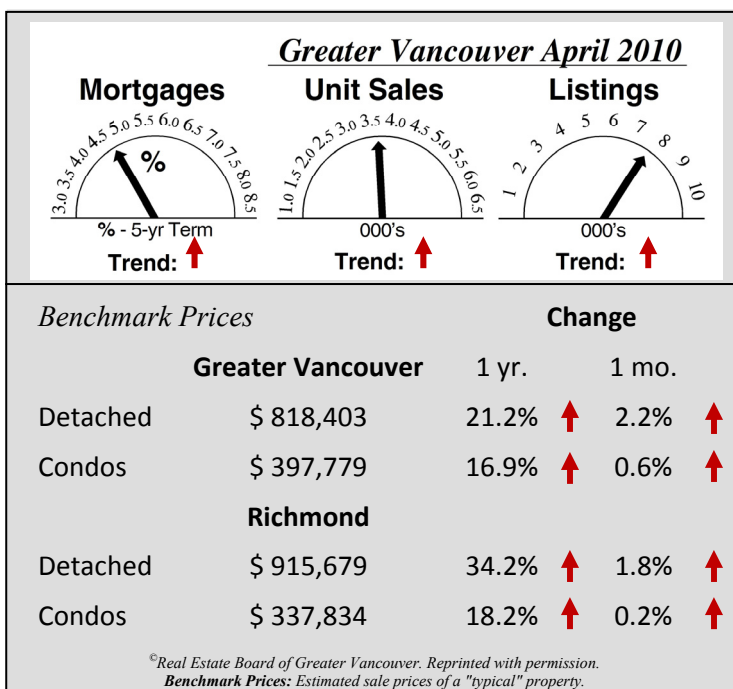 Greater Vancouver April 2010
Mortgages Unit Sales Listings
3.0 3.5 4.0 4.5 5.0 5.5 6.0 6.5 7.0 7.5 8.0 8.5
%
1.0 1.5 2.0 2.5 3.0 3.5 4.0 4.5 5.0 5.5 6.0 6.5
1 2 3 4 5 6 7 8 9 10
% - 5-yr Term 000's 000's
Trend: Trend: Trend:
Benchmark Prices Change
Greater Vancouver 1 yr. 1 mo.
Detached $ 818,403 21.2% 2.2%
Condos $ 397,779 16.9% 0.6%
Richmond
Detached $ 915,679 34.2% 1.8%
Condos $ 337,834 18.2% 0.2%
©Real Estate Board of Greater Vancouver. Reprinted with permission.
Benchmark Prices: Estimated sale prices of a "typical" property.